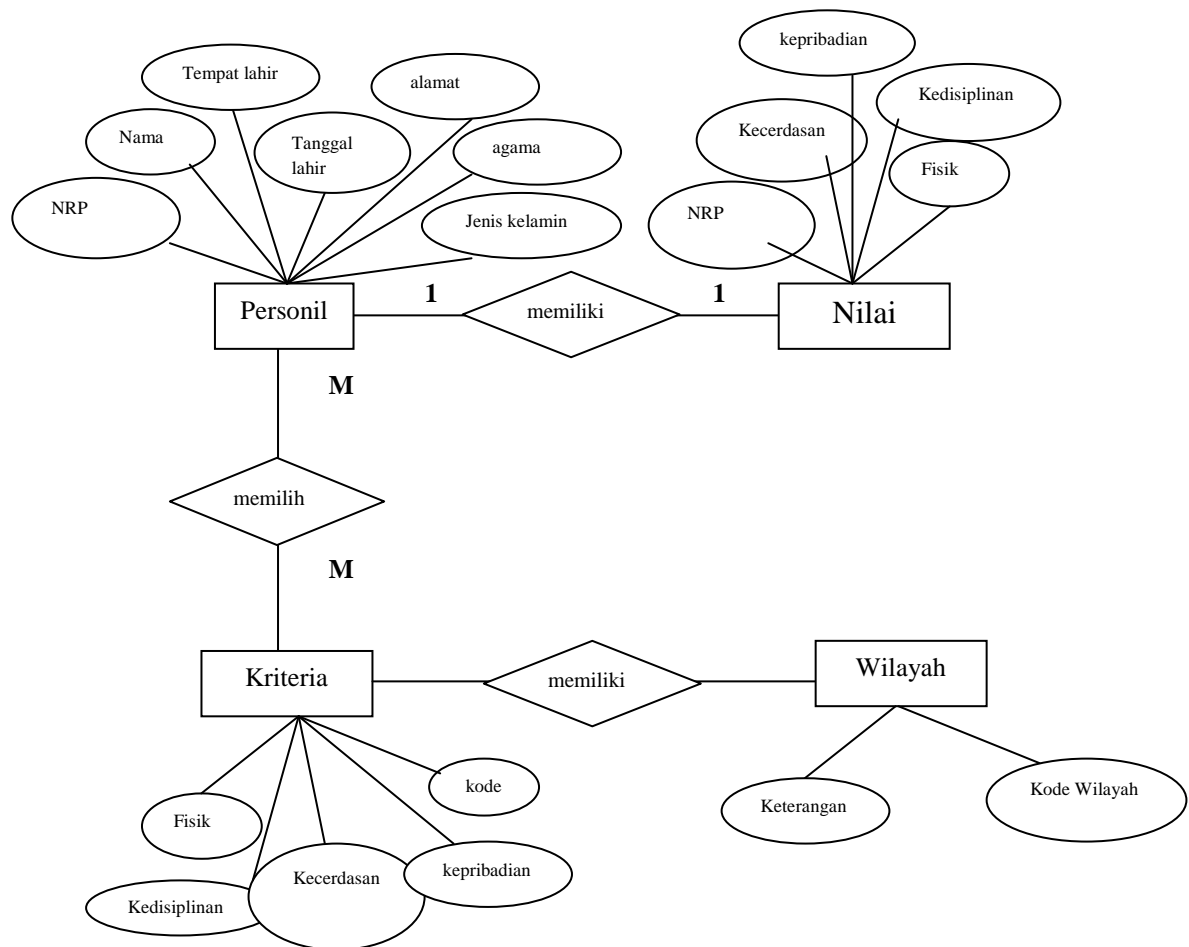 kepribadian
Tempat lahir
alamat
Kedisiplinan
Nama
Tanggal
lahir
agama
Kecerdasan
Fisik
NRP
Jenis kelamin
NRP
Personil
1
memiliki
1
Nilai
M
memilih
M
Kriteria
memiliki
Wilayah
kode
Fisik
Keterangan
Kode Wilayah
Kedisiplinan
Kecerdasan
kepribadian